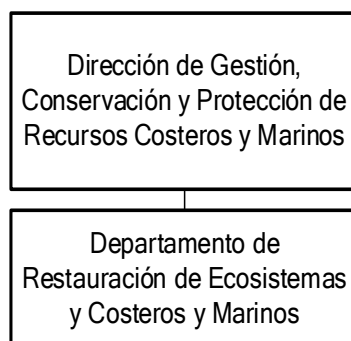 Dirección de Gestión,
Conservación y Protección de
Recursos Costeros y Marinos
Departamento de
Restauración de Ecosistemas
y Costeros y Marinos